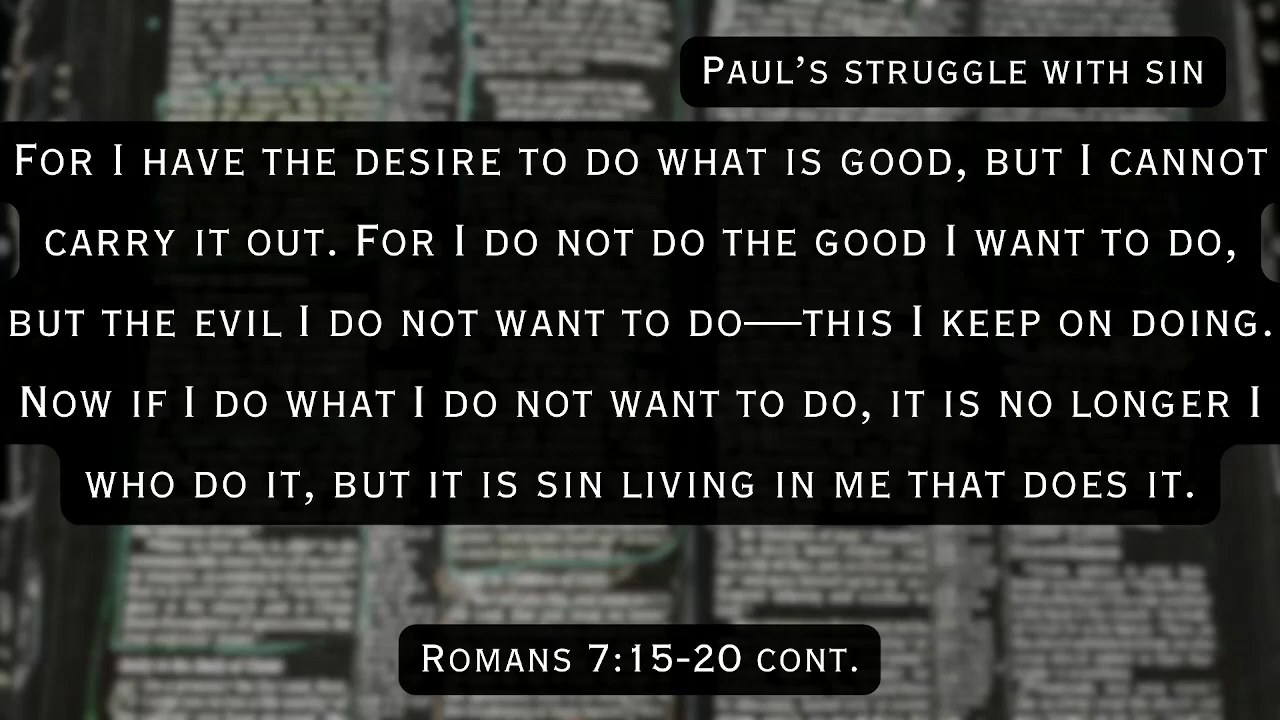 Paul's struggle with sin
For I have the desire to do what is good, but I cannot
carry it out. For I do not do the good I want to do,
but the evil I do not want to do—this I keep on doing.
Now if I do what I do not want to do, it is no longer I
who do it, but it is sin living in me that does it.
Romans 7:15-20 cont.